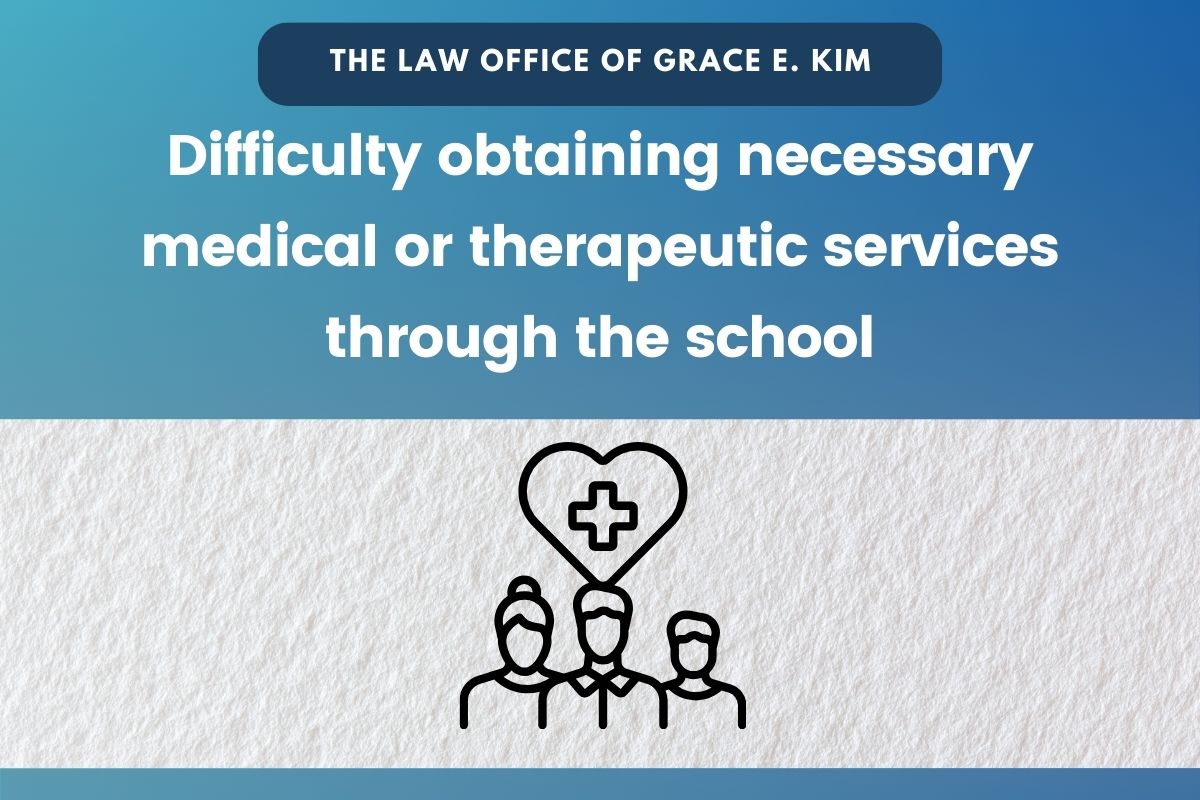 THE LAW OFFICE OF GRACE E. KIM
Difficulty obtaining necessary
medical or therapeutic services
through the school